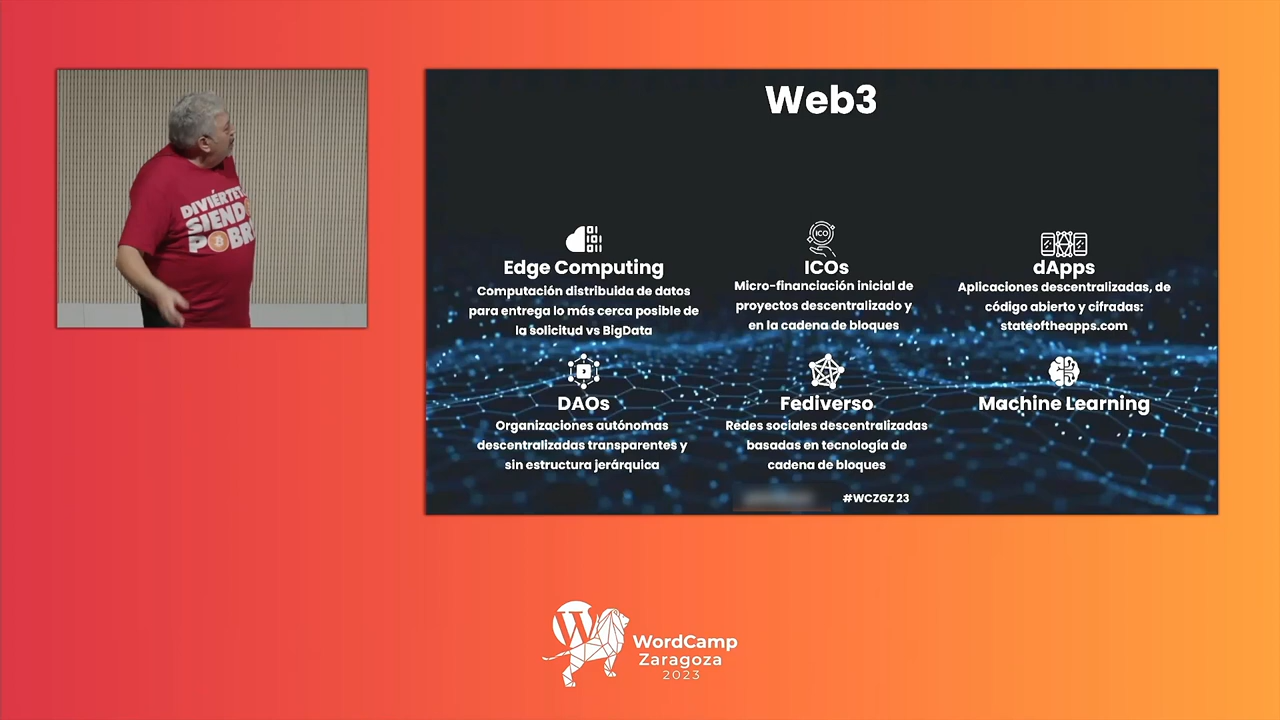 Web3
DIVIÉRTETE
SIENDO
POBRE
Edge Computing
Computación distribuida de datos
para entrega lo más cerca posible de
la solicitud vs BigData
ICO
ICOs
Micro-financiación inicial de
proyectos descentralizado y
en la cadena de bloques
dApps
Aplicaciones descentralizadas, de
código abierto y cifradas:
stateoftheapps.com
DAOs
Organizaciones autónomas
descentralizadas transparentes y
sin estructura jerárquica
Fediverso
Redes sociales descentralizadas
basadas en tecnología de
cadena de bloques
Machine Learning
#WCZGZ 23
WordCamp
Zaragoza
2023